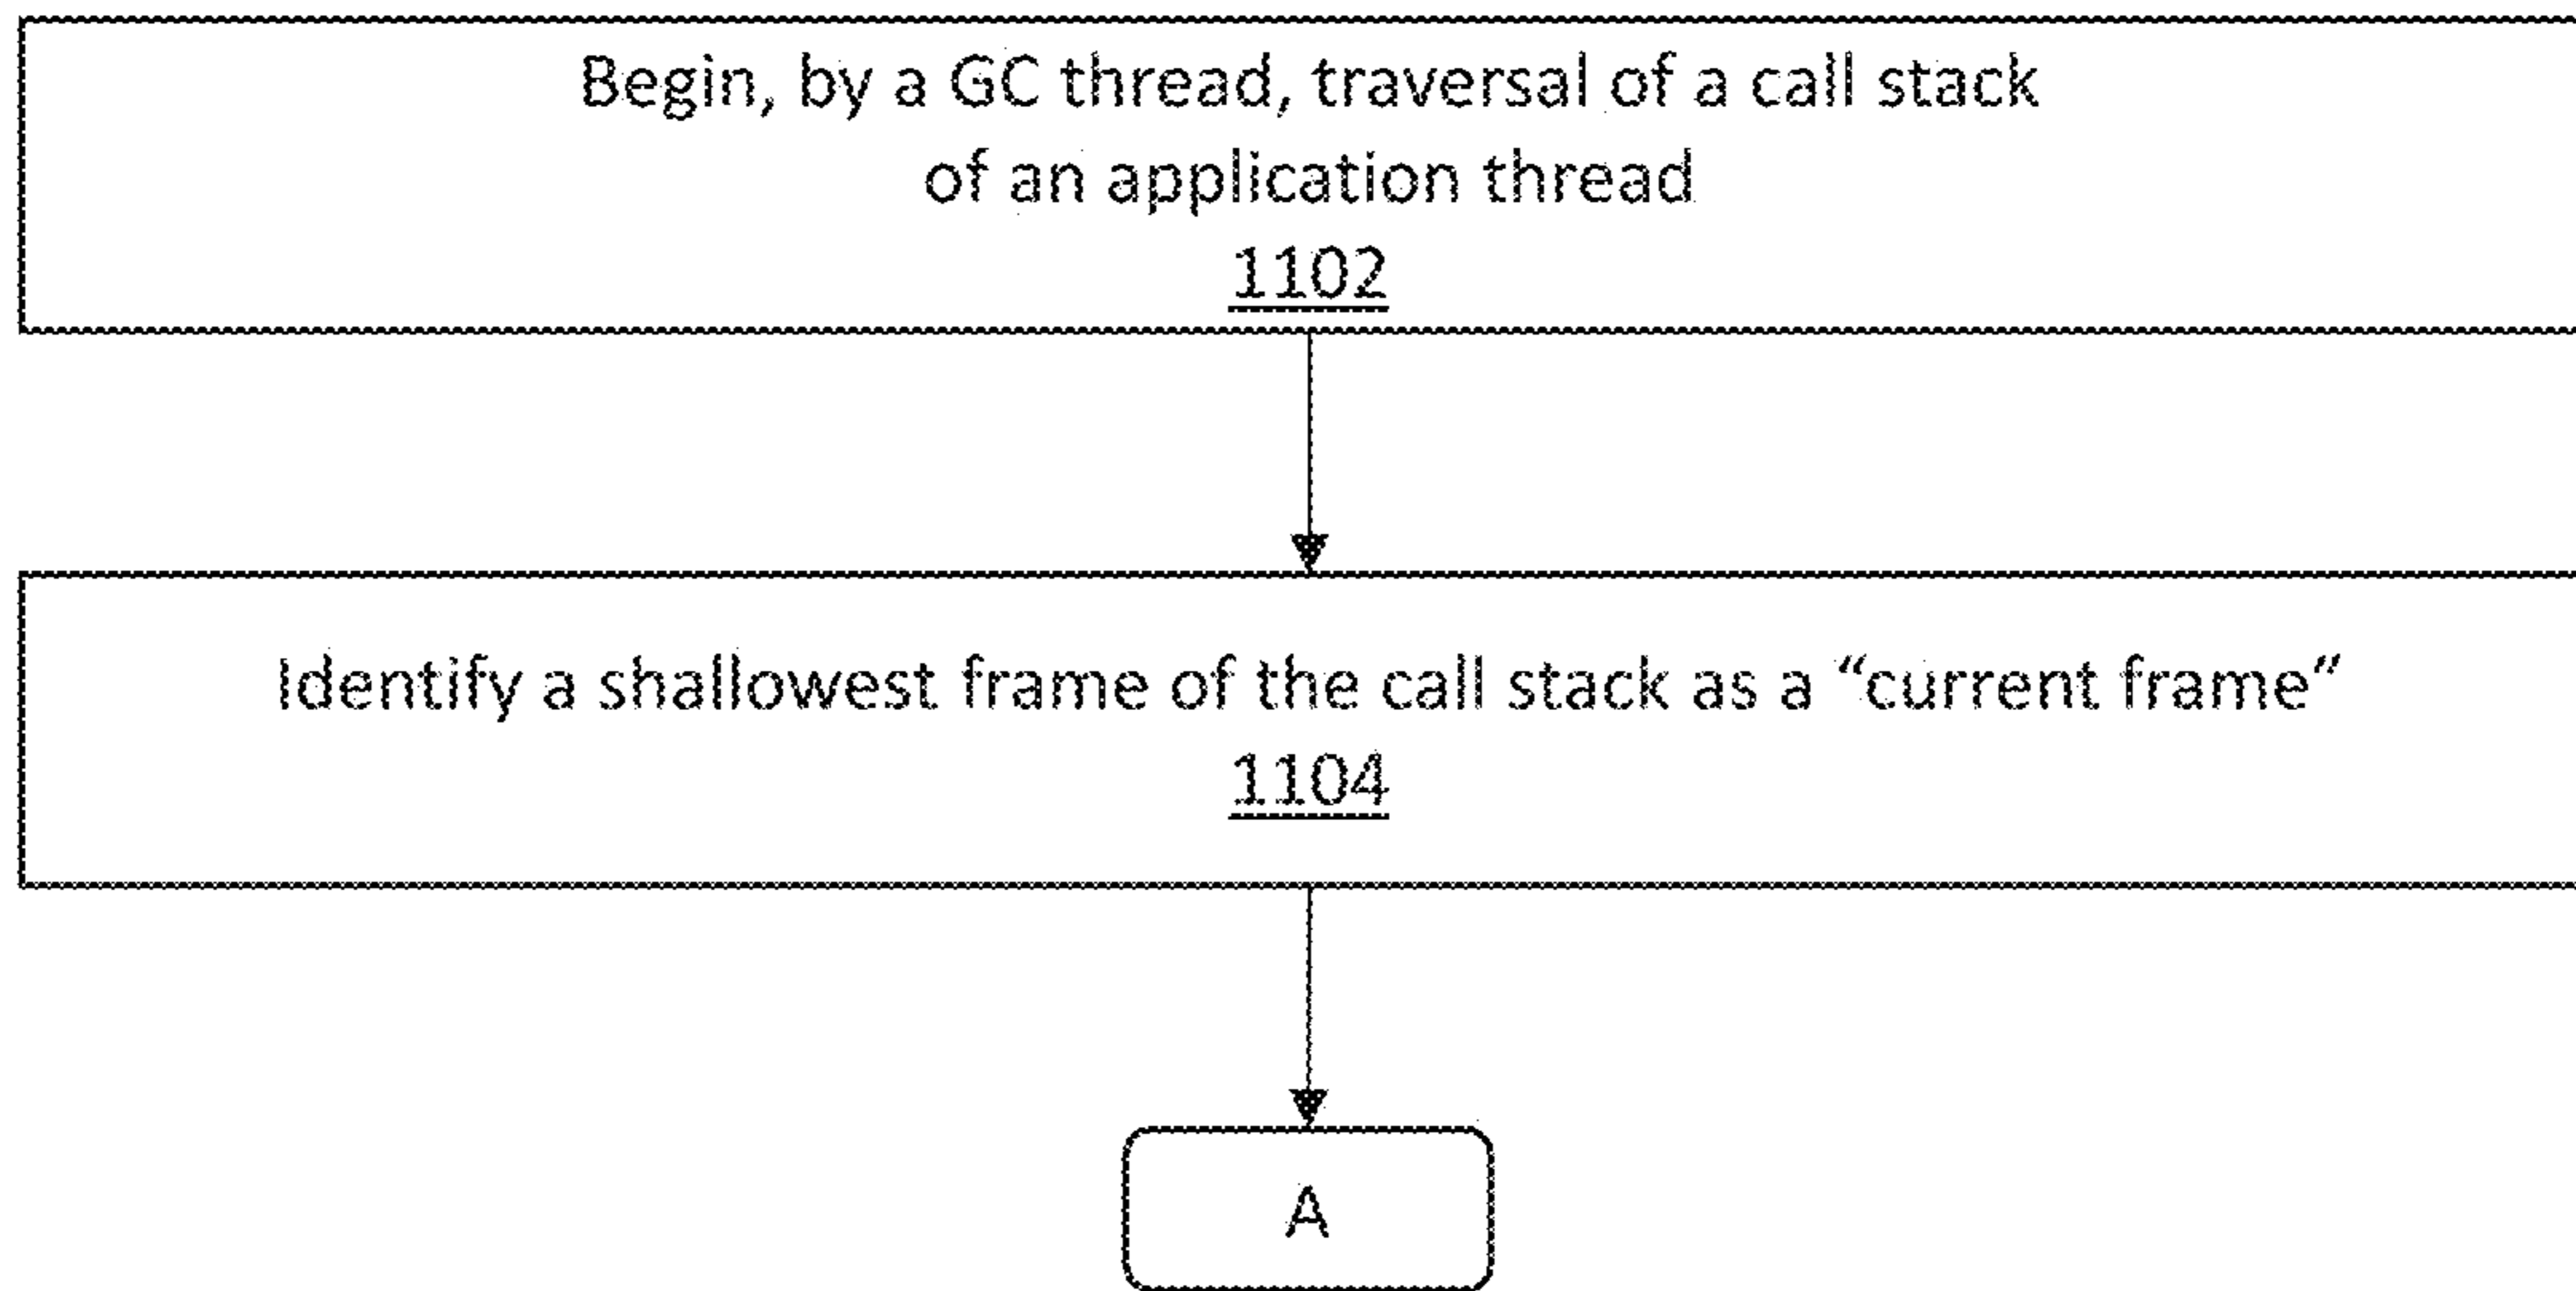 Begin, by a GC thread, traversal of a call stack
of an application thread
1102
Identify a shallowest frame of the call stack as a “current frame“
1104
A